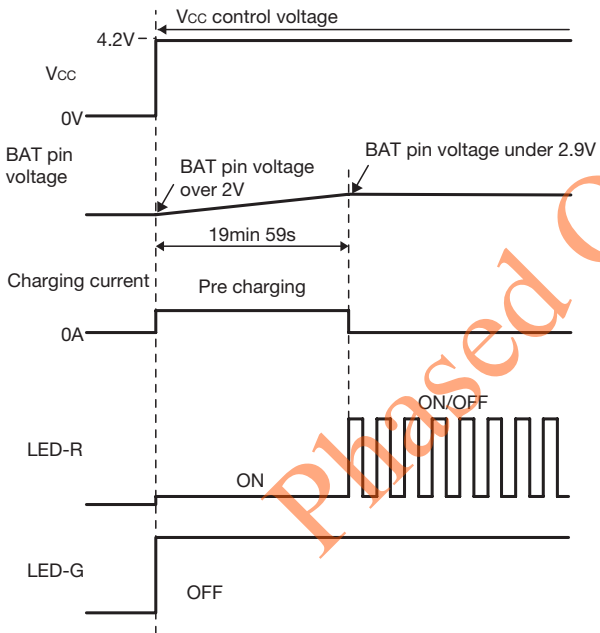 Vcc control voltage
4.2V
Vcc
0V
BAT pin
voltage
BAT pin voltage
over 2V
BAT pin voltage under 2.9V
19min 59s
Charging current
Pre charging
0A
ON/OFF
LED-R
ON
LED-G
OFF
Phased O